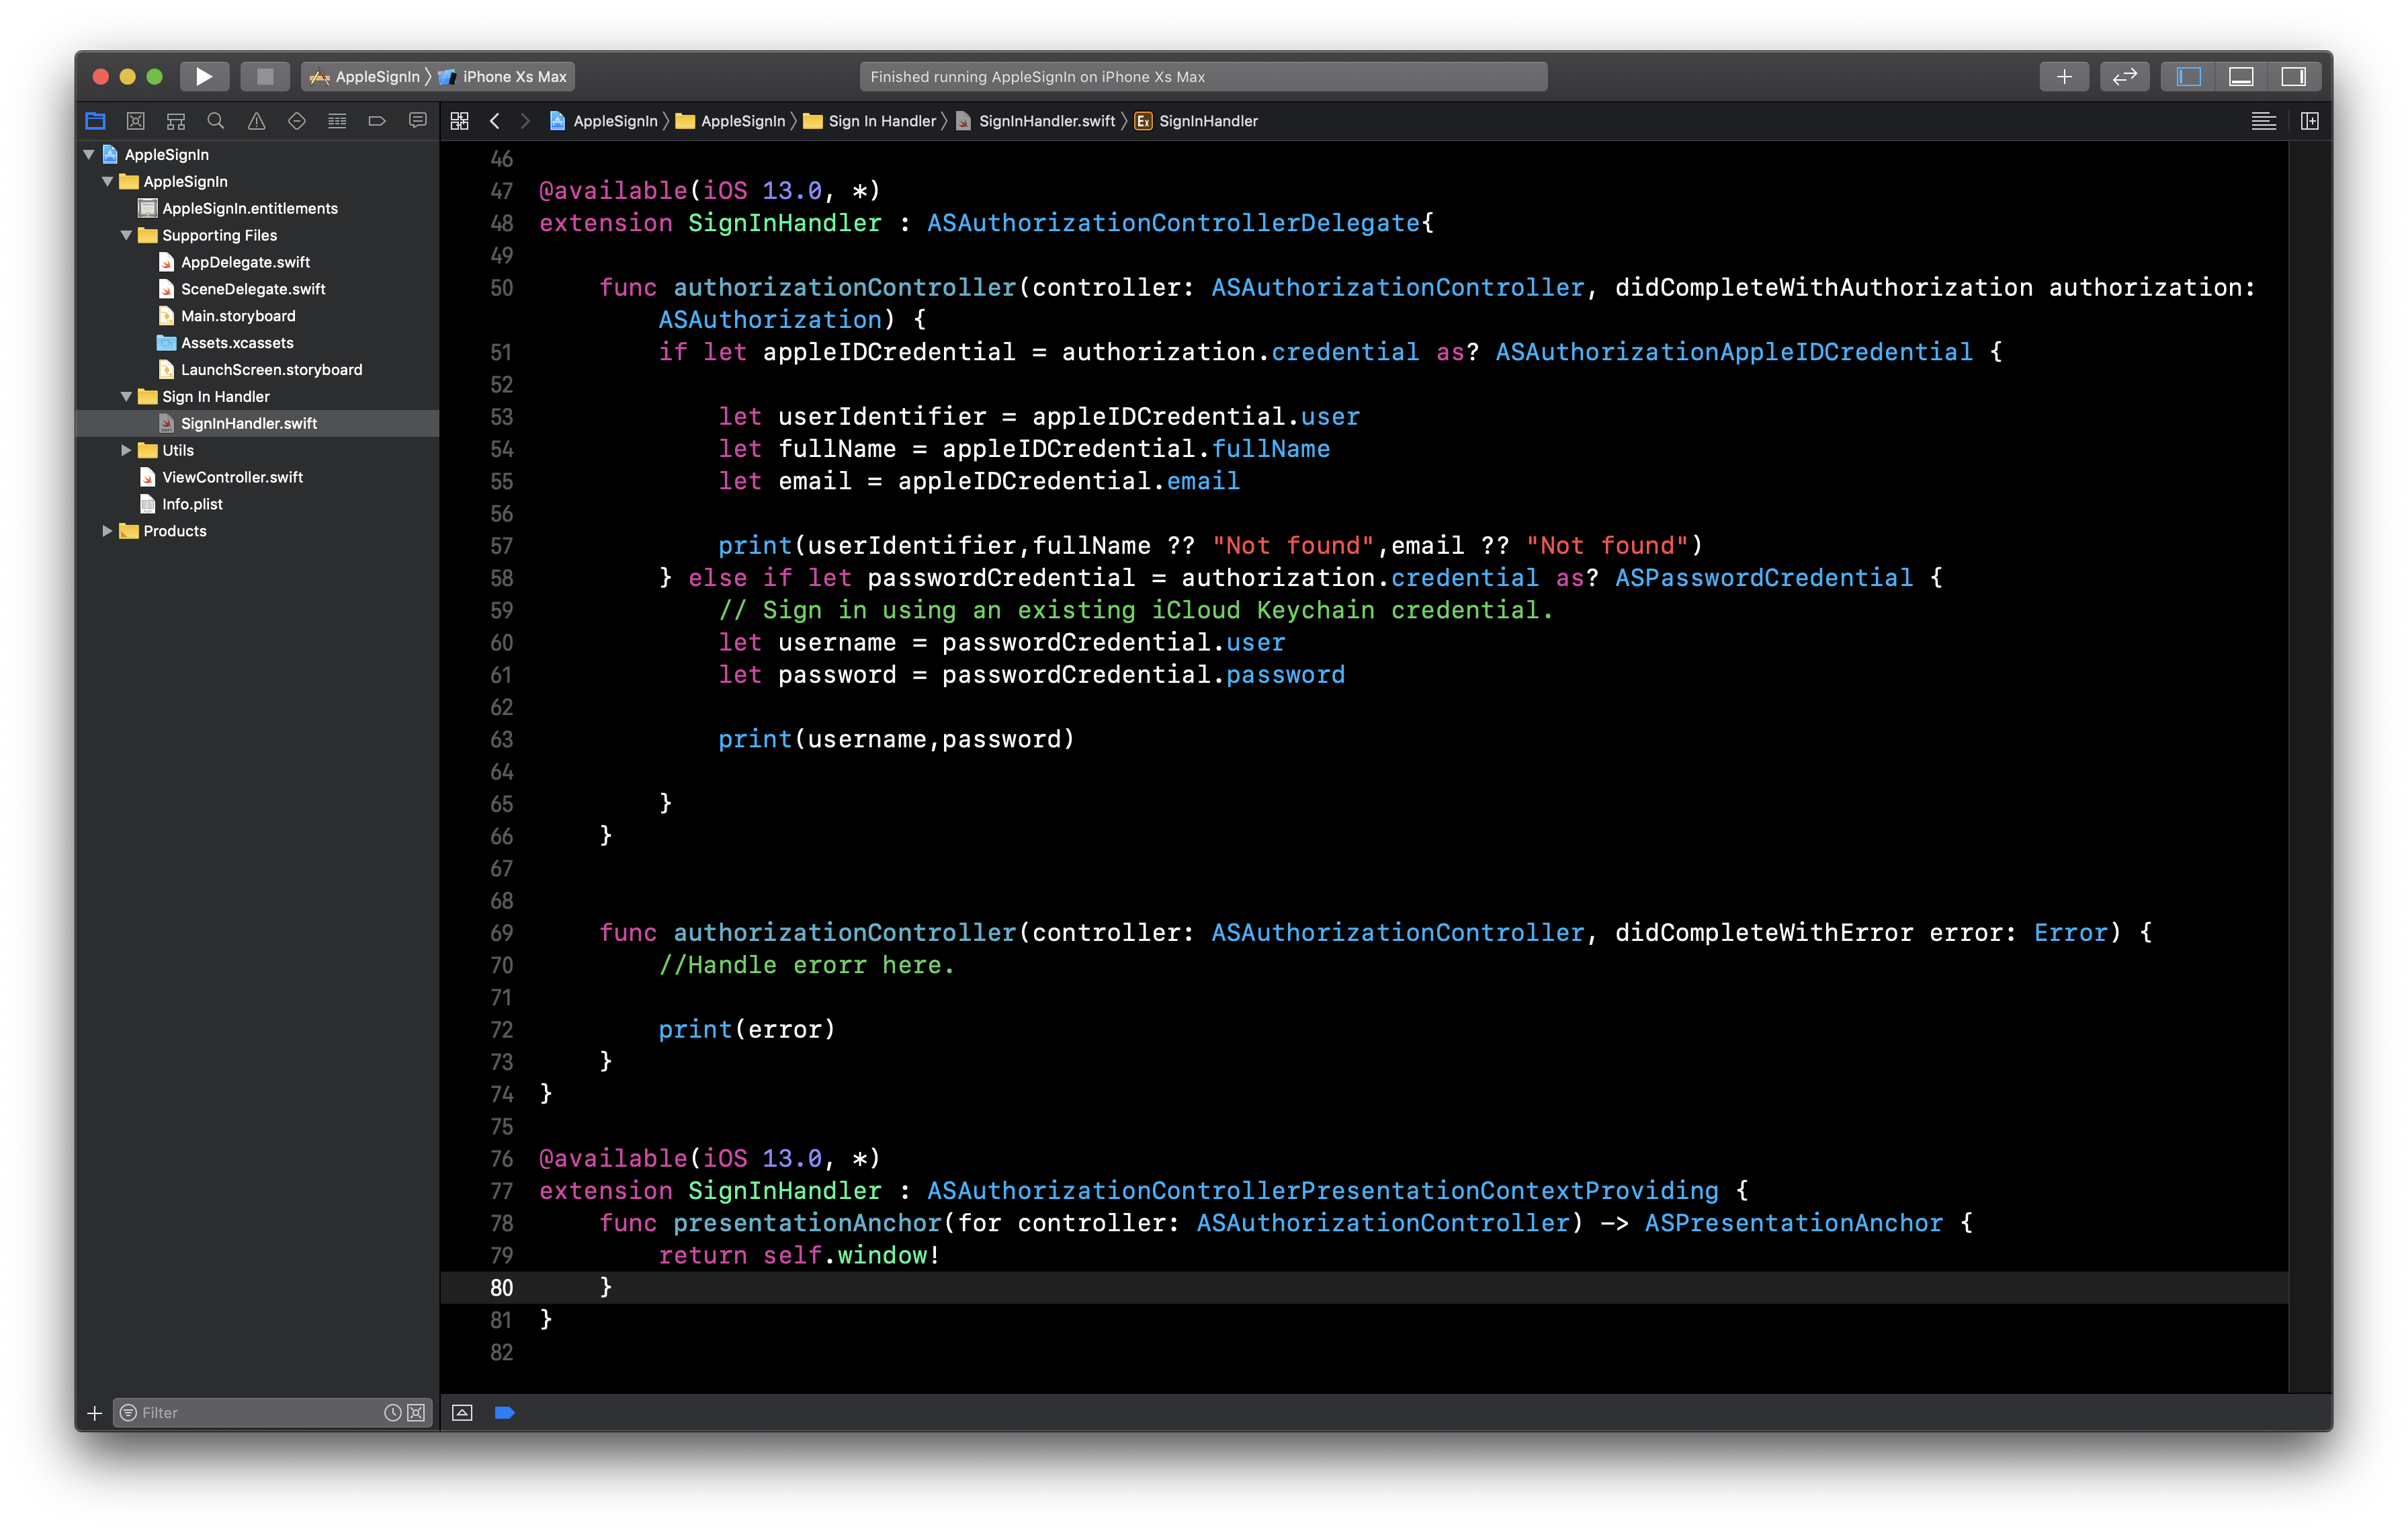 AppleSignIn 〉 iPhone Xs Max
Finished running AppleSignIn on iPhone Xs Max
AppleSignIn 〉 AppleSignIn 〉 Sign In Handler 〉 SignInHandler.swift 〉 Ex SignInHandler
AppleSignIn
AppleSignIn
AppleSignIn.entitlements
Supporting Files
AppDelegate.swift
SceneDelegate.swift
Main.storyboard
Assets.xcassets
LaunchScreen.storyboard
Sign In Handler
SignInHandler.swift
Utils
ViewController.swift
Info.plist
Products
Filter
46
47 @available(iOS 13.0, *)
48 extension SignInHandler : ASAuthorizationControllerDelegate{
49
50 func authorizationController(controller: ASAuthorizationController, didCompleteWithAuthorization authorization:
ASAuthorization) {
51 if let appleIDCredential = authorization.credential as? ASAuthorizationAppleIDCredential {
52
53 let userIdentifier = appleIDCredential.user
54 let fullName = appleIDCredential.fullName
55 let email = appleIDCredential.email
56
57 print(userIdentifier,fullName ?? "Not found",email ?? "Not found")
58 } else if let passwordCredential = authorization.credential as? ASPasswordCredential {
59 // Sign in using an existing iCloud Keychain credential.
60 let username = passwordCredential.user
61 let password = passwordCredential.password
62
63 print(username,password)
64
65 }
66 }
67
68
69 func authorizationController(controller: ASAuthorizationController, didCompleteWithError error: Error) {
70 //Handle erorr here.
71
72 print(error)
73 }
74 }
75
76 @available(iOS 13.0, *)
77 extension SignInHandler : ASAuthorizationControllerPresentationContextProviding {
78 func presentationAnchor(for controller: ASAuthorizationController) -> ASPresentationAnchor {
79 return self.window!
80 }
81 }
82